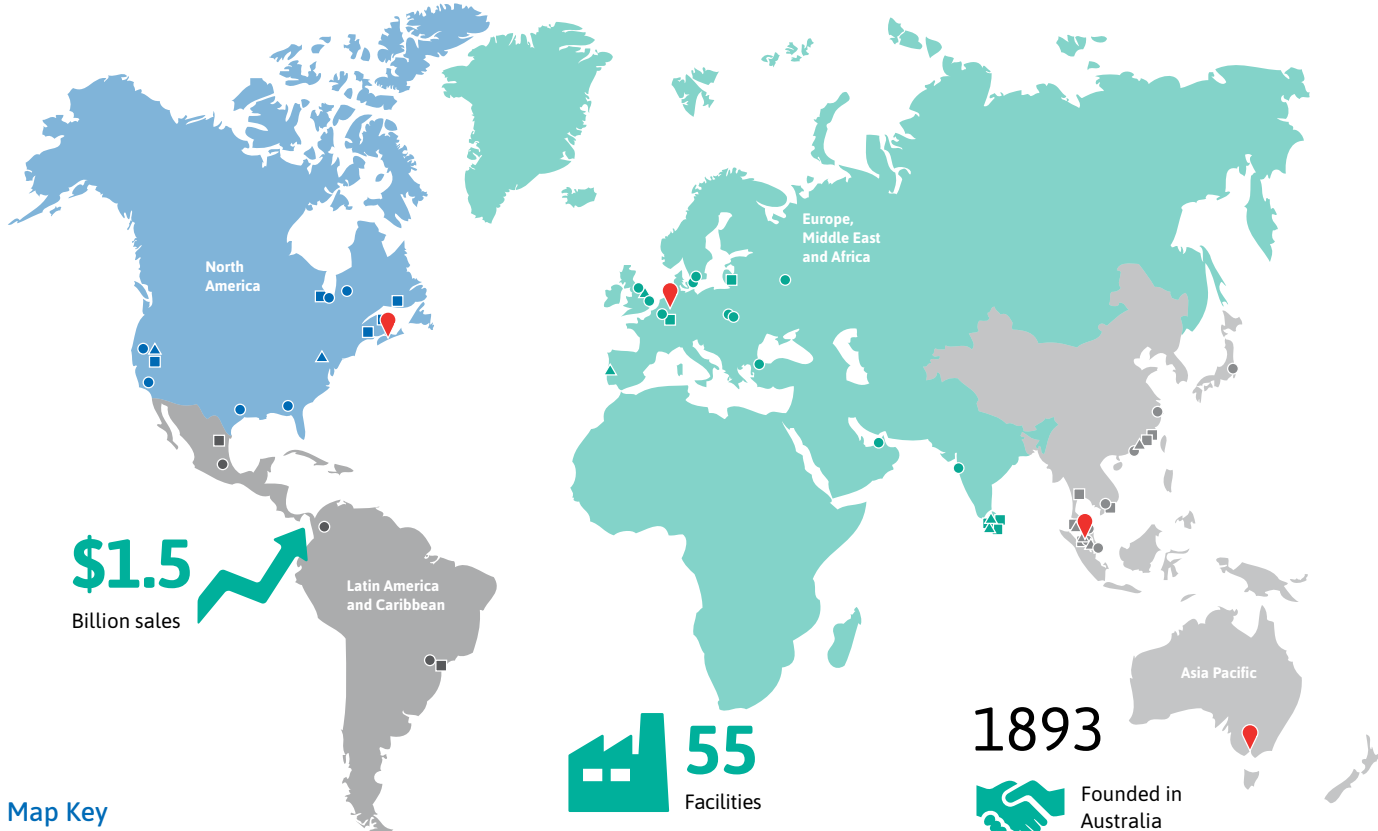 North
America
Europe,
Middle East
and Africa
$1.5
Billion sales
Latin America
and Caribbean
Asia Pacific
55
Facilities
1893
Founded in
Australia
Map Key